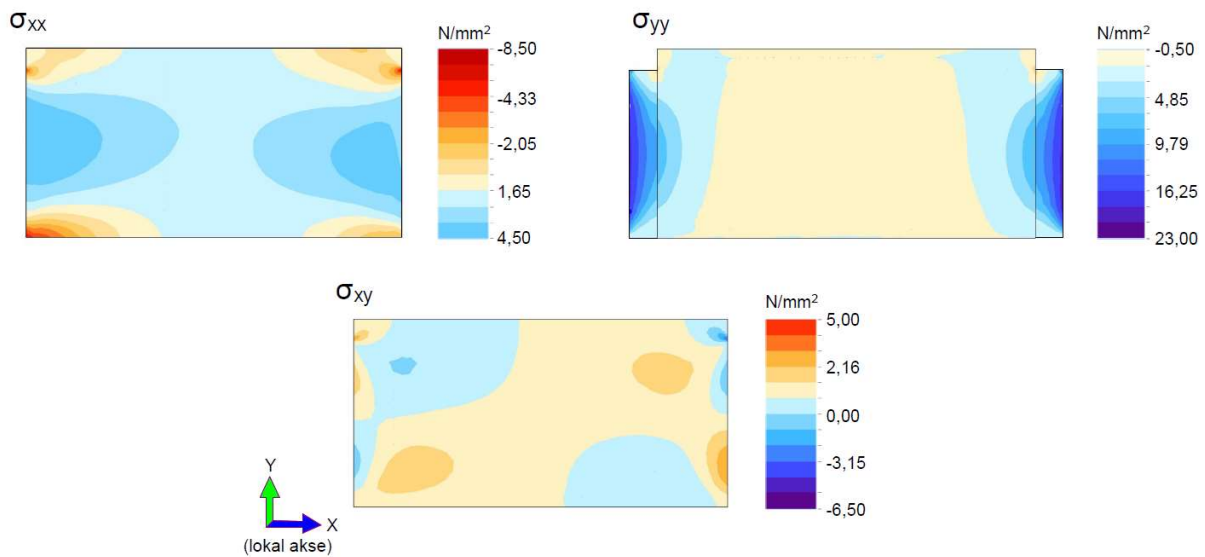 σxx
N/mm²
-8,50
-4,33
-2,05
1,65
4,50
σyy
N/mm²
-0,50
4,85
9,79
16,25
23,00
σxy
N/mm²
5,00
2,16
0,00
-3,15
-6,50
Y
X
(lokal akse)